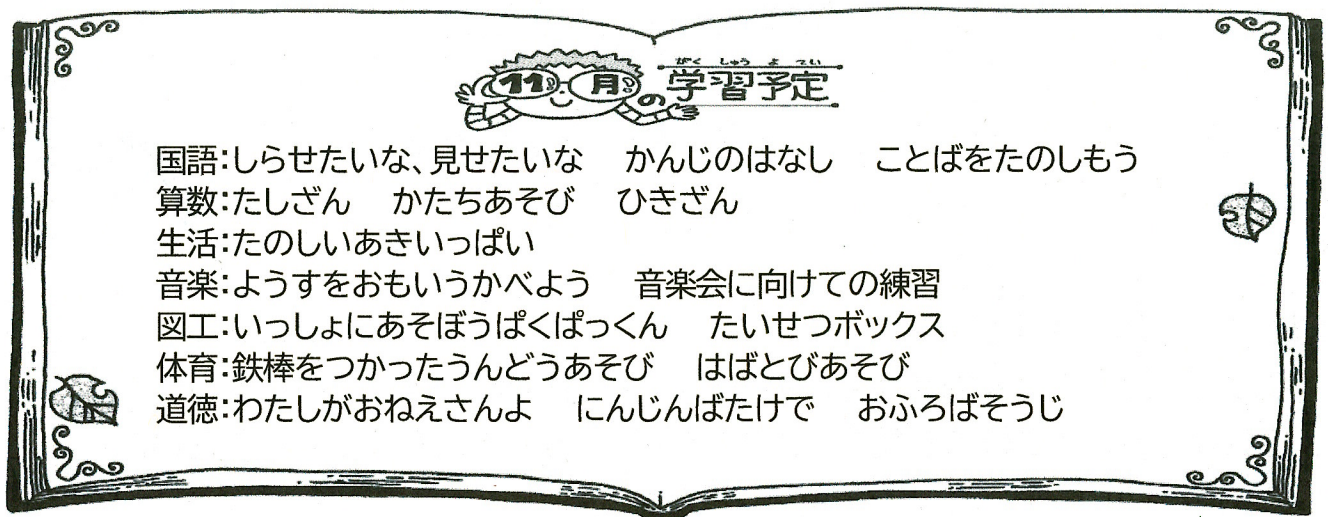 11月の学習予定
国語:しらせたいな、見せたいな かんじのはなし ことばをたのしもう
算数:たしざん かたちあそび ひきざん
生活:たのしいあきいっぱい
音楽:ようすをおもいうかべよう 音楽会に向けての練習
図工:いっしょにあそぼうぱくぱっくん たいせつボックス
体育:鉄棒をつかったうんどうあそび はばとびあそび
道徳:わたしがおねえさんよ にんじんばたけで おふろばそうじ